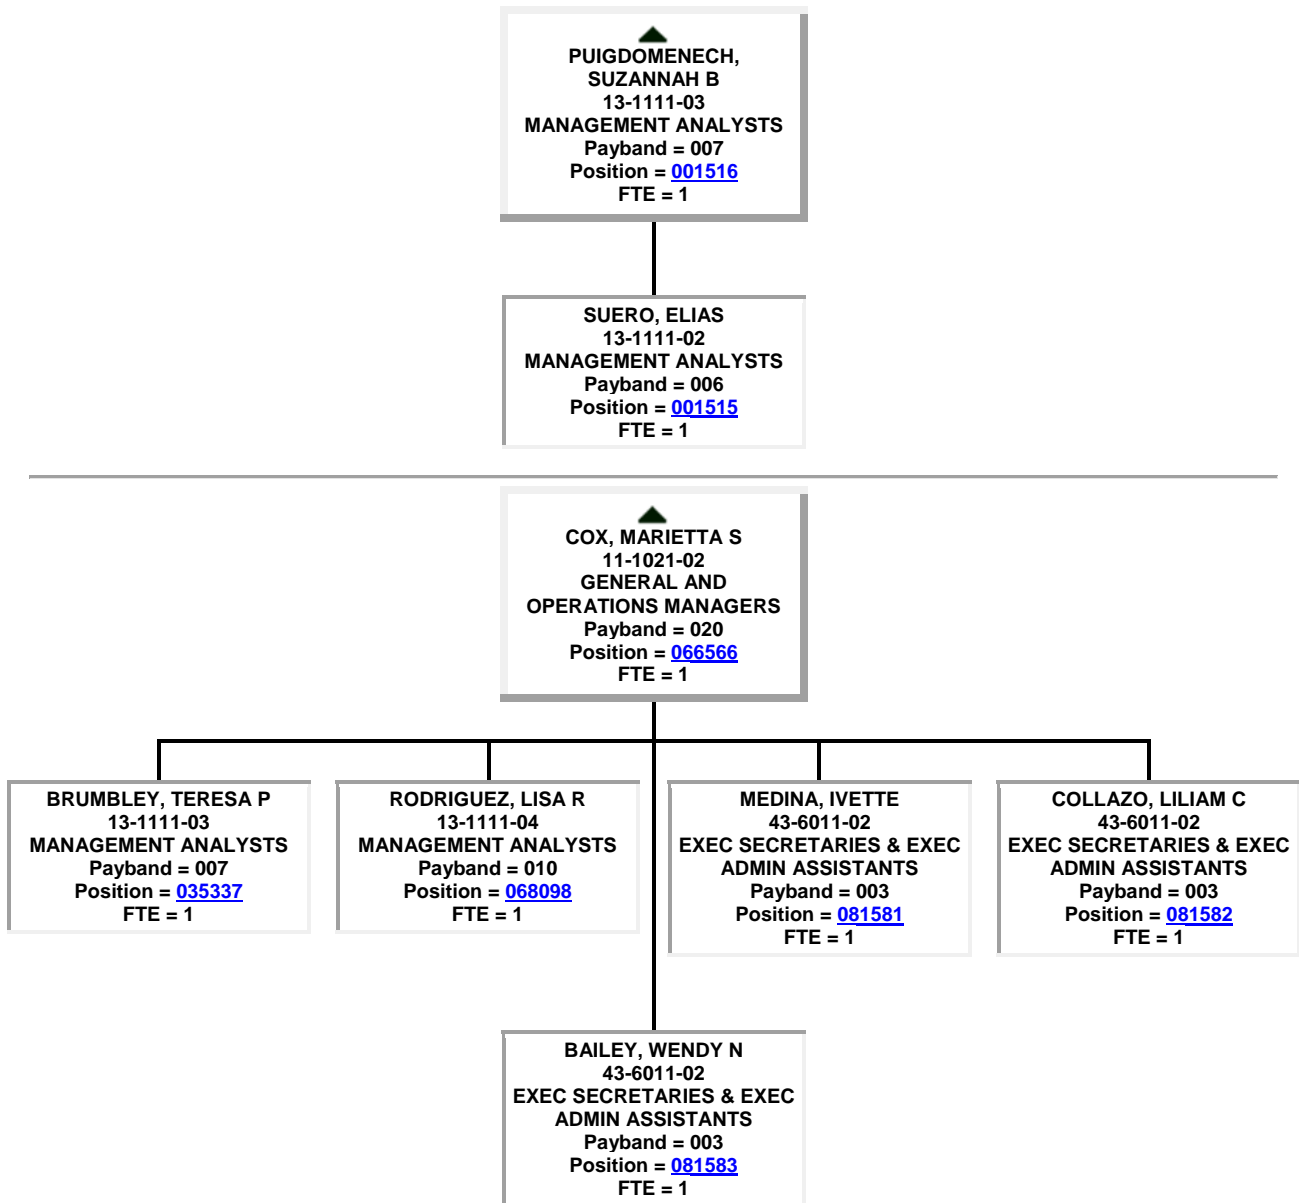 PUIGDOMENECH,
SUZANNAH B
13-1111-03
MANAGEMENT ANALYSTS
Payband = 007
Position = 001516
FTE = 1
SUERO, ELIAS
13-1111-02
MANAGEMENT ANALYSTS
Payband = 006
Position = 001515
FTE = 1
COX, MARIETTA S
11-1021-02
GENERAL AND
OPERATIONS MANAGERS
Payband = 020
Position = 066566
FTE = 1
BRUMBLEY, TERESA P
13-1111-03
MANAGEMENT ANALYSTS
Payband = 007
Position = 035337
FTE = 1
RODRIGUEZ, LISA R
13-1111-04
MANAGEMENT ANALYSTS
Payband = 010
Position = 068098
FTE = 1
MEDINA, IVETTE
43-6011-02
EXEC SECRETARIES & EXEC
ADMIN ASSISTANTS
Payband = 003
Position = 081581
FTE = 1
COLLAZO, LILIAM C
43-6011-02
EXEC SECRETARIES & EXEC
ADMIN ASSISTANTS
Payband = 003
Position = 081582
FTE = 1
BAILEY, WENDY N
43-6011-02
EXEC SECRETARIES & EXEC
ADMIN ASSISTANTS
Payband = 003
Position = 081583
FTE = 1